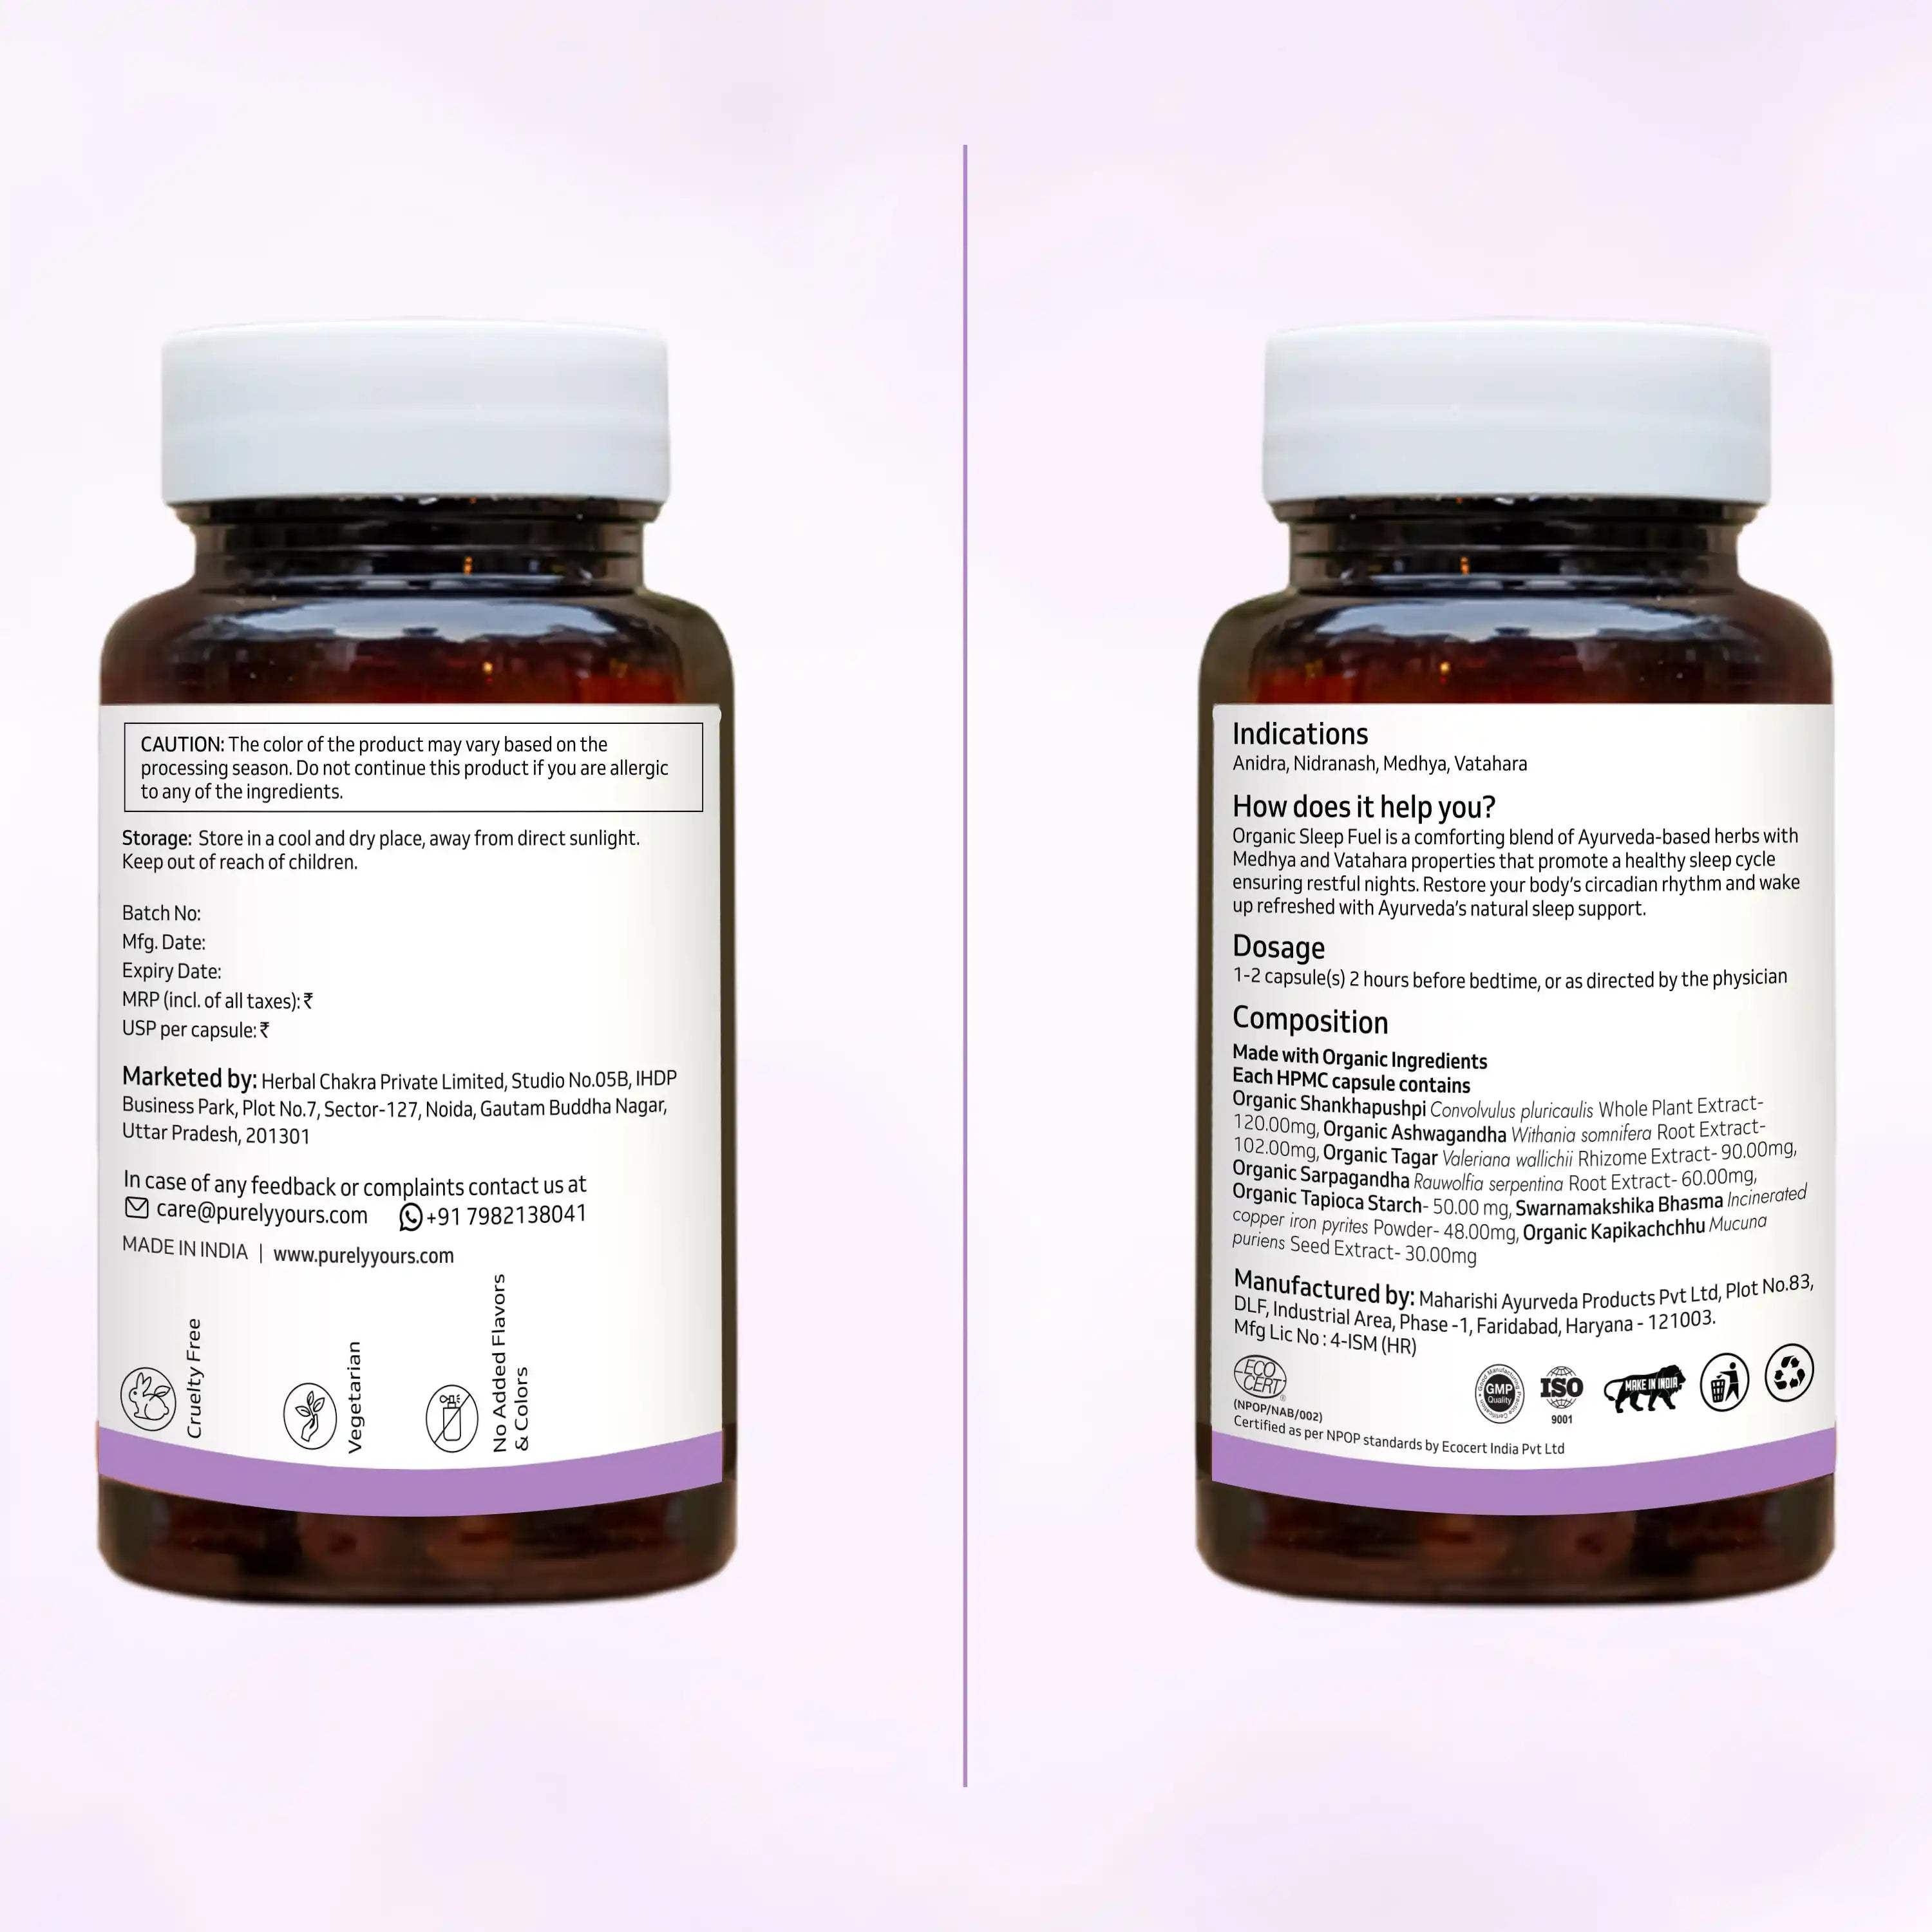 CAUTION: The color of the product may vary based on the
processing season. Do not continue this product if you are allergic
to any of the ingredients.
Storage: Store in a cool and dry place, away from direct sunlight.
Keep out of reach of children.
Batch No:
Mfg. Date:
Expiry Date:
MRP (incl. of all taxes): ₹
USP per capsule: ₹
Marketed by: Herbal Chakra Private Limited, Studio No.05B, IHDP
Business Park, Plot No.7, Sector-127, Noida, Gautam Buddha Nagar,
Uttar Pradesh, 201301
In case of any feedback or complaints contact us at
care@purelyyours.com +91 7982138041
MADE IN INDIA | www.purelyyours.com
Cruelty Free
Vegetarian
No Added Flavors
& Colors
Indications
Anidra, Nidranash, Medhya, Vatahara
How does it help you?
Organic Sleep Fuel is a comforting blend of Ayurveda-based herbs with
Medhya and Vatahara properties that promote a healthy sleep cycle
ensuring restful nights. Restore your body's circadian rhythm and wake
up refreshed with Ayurveda's natural sleep support.
Dosage
1-2 capsule(s) 2 hours before bedtime, or as directed by the physician
Composition
Made with Organic Ingredients
Each HPMC capsule contains
Organic Shankhapushpi Convolvulus pluricaulis Whole Plant Extract-
120.00mg, Organic Ashwagandha Withania somnifera Root Extract-
102.00mg, Organic Tagar Valeriana wallichii Rhizome Extract- 90.00mg,
Organic Sarpagandha Rauwolfia serpentina Root Extract- 60.00mg,
Organic Tapioca Starch- 50.00 mg, Swarnamakshika Bhasma Incinerated
copper iron pyrites Powder- 48.00mg, Organic Kapikachchhu Mucuna
puriens Seed Extract- 30.00mg
Manufactured by: Maharishi Ayurveda Products Pvt Ltd, Plot No.83,
DLF, Industrial Area, Phase -1, Faridabad, Haryana - 121003.
Mfg Lic No : 4-ISM (HR)
ECO
CERT
®
(NPOP/NAB/002)
Certified as per NPOP standards by Ecocert India Pvt Ltd
Good Manufacturing Practice Certification
GMP
Quality
ISO
9001
MAKE IN INDIA